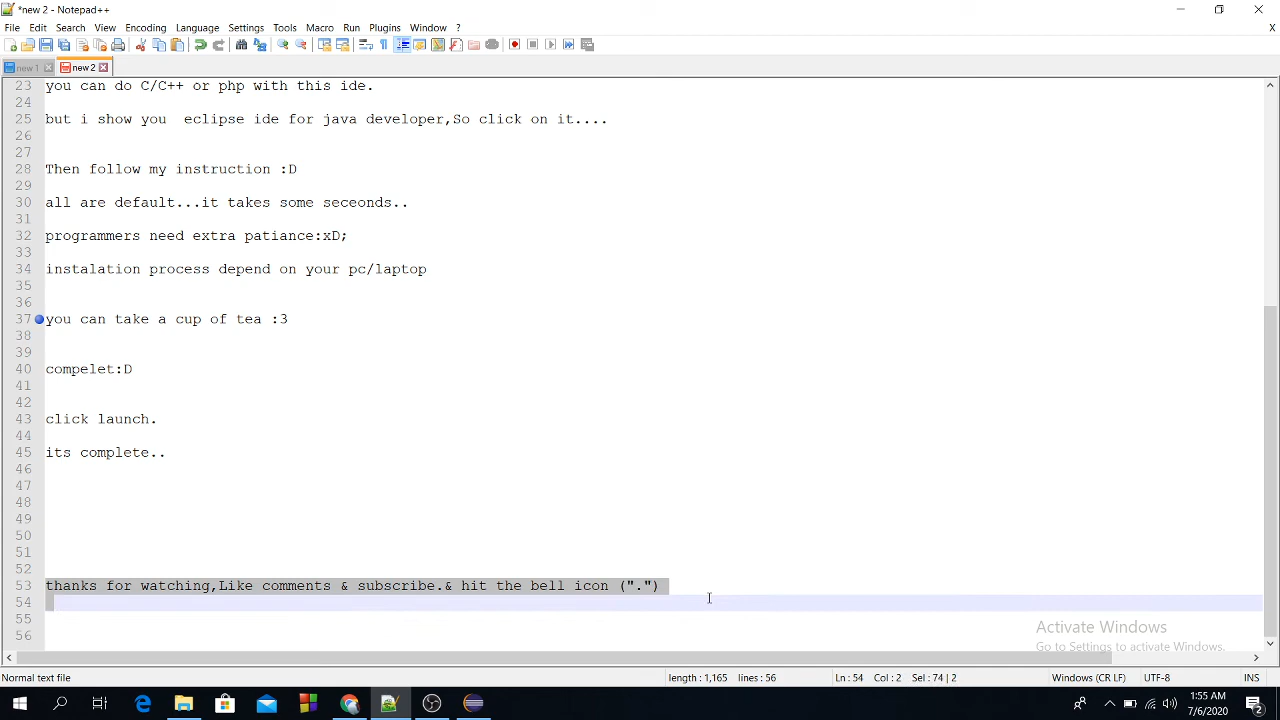 *new 2 - Notepad++
File Edit Search View Encoding Language Settings Tools Macro Run Plugins Window ? X
new 1 new 2
23 you can do C/C++ or php with this ide.
24
25 but i show you  eclipse ide for java developer,So click on it....
26
27
28 Then follow my instruction :D
29
30 all are default...it takes some seceonds..
31
32 programmers need extra patiance:xD;
33
34 instalation process depend on your pc/laptop
35
36
37 you can take a cup of tea :3
38
39
40 compelet:D
41
42
43 click launch.
44
45 its complete..
46
47
48
49
50
51
52
53 thanks for watching,Like comments & subscribe.& hit the bell icon (".")
54
55
56
Activate Windows
Go to Settings to activate Windows.
Normal text file length : 1,165 lines : 56 Ln : 54 Col : 2 Sel : 74 | 2 Windows (CR LF) UTF-8 INS
1:55 AM
7/6/2020
2